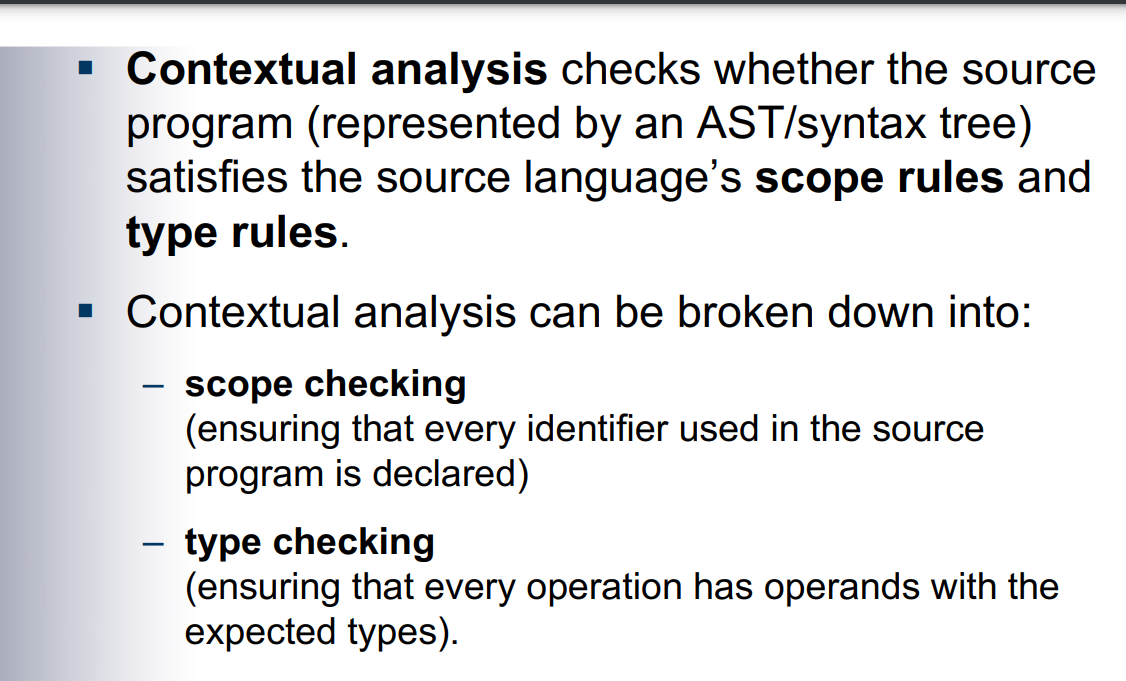 ▪ Contextual analysis checks whether the source
program (represented by an AST/syntax tree)
satisfies the source language’s scope rules and
type rules.
▪ Contextual analysis can be broken down into:
– scope checking
(ensuring that every identifier used in the source
program is declared)
– type checking
(ensuring that every operation has operands with the
expected types).